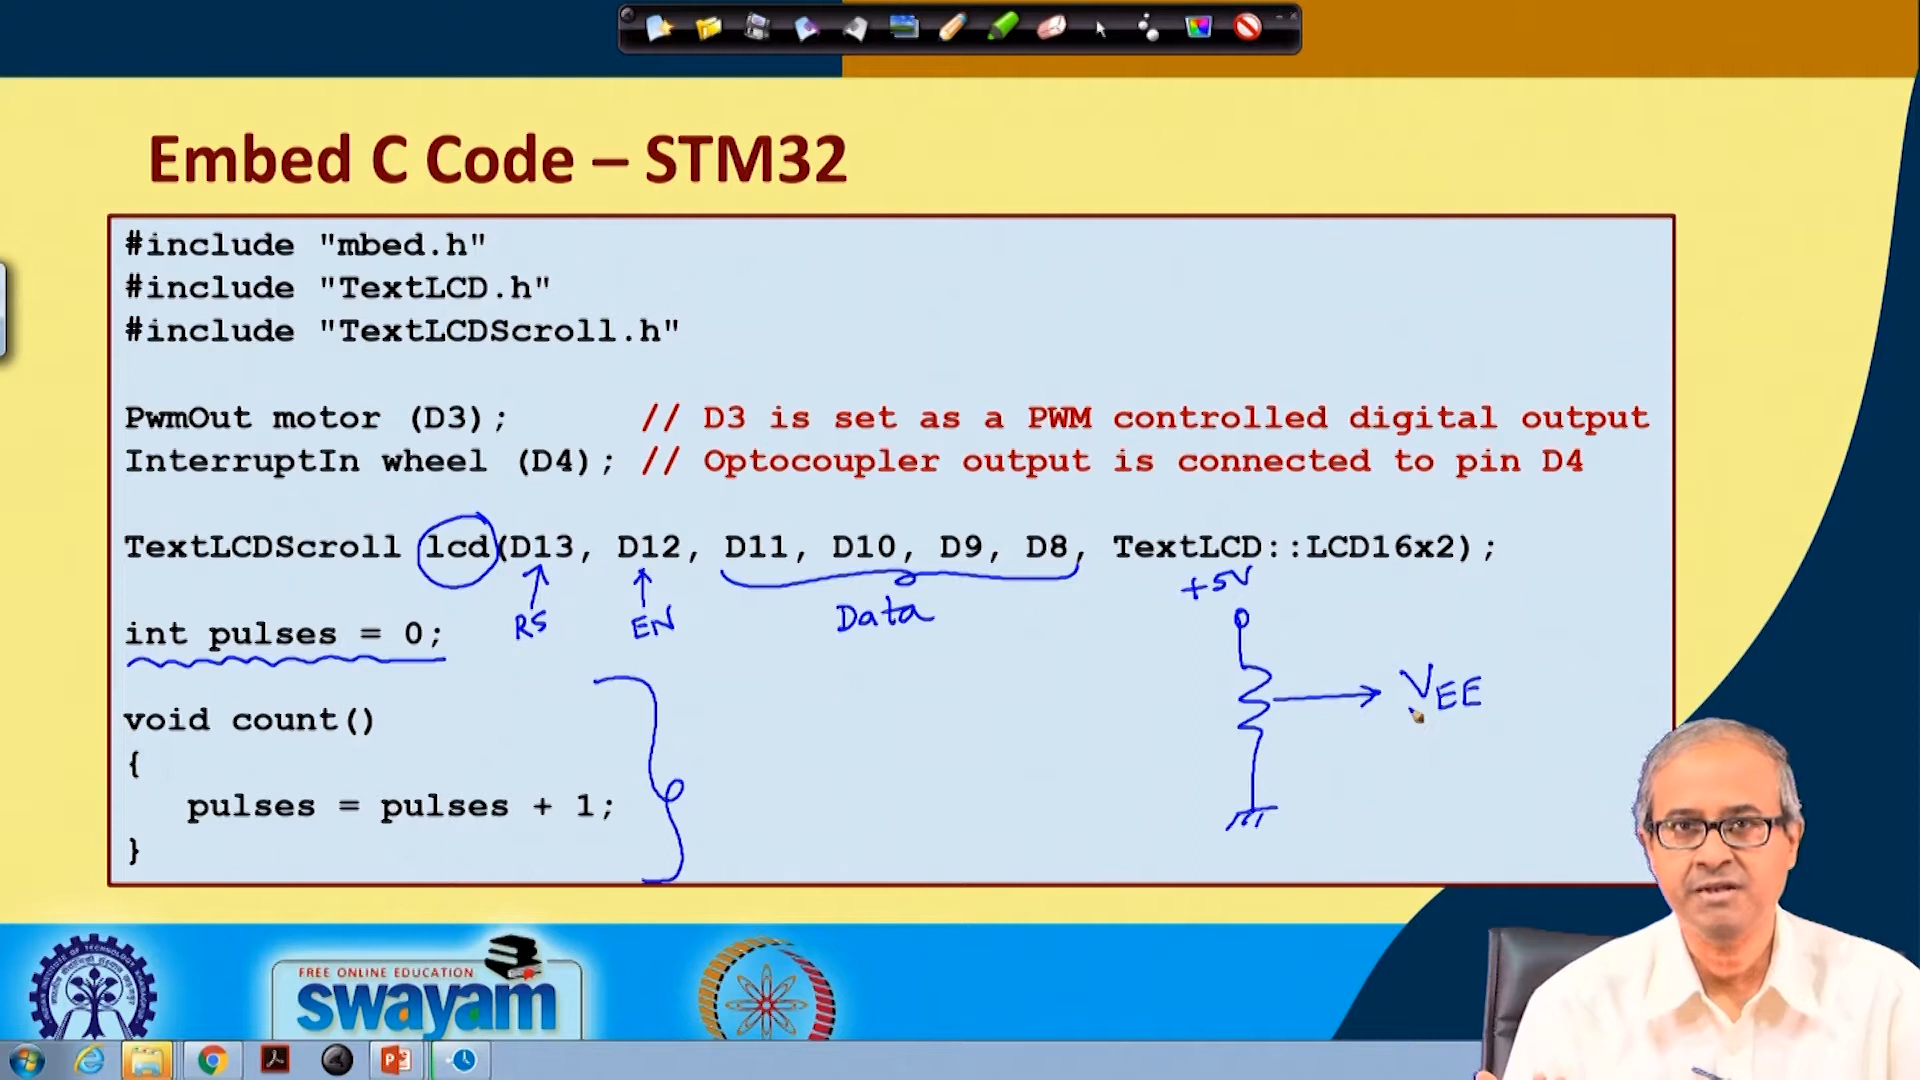 Embed C Code – STM32
#include "mbed.h"
#include "TextLCD.h"
#include "TextLCDScroll.h"
PwmOut motor (D3); // D3 is set as a PWM controlled digital output
InterruptIn wheel (D4); // Optocoupler output is connected to pin D4
TextLCDScroll lcd(D13, D12, D11, D10, D9, D8, TextLCD::LCD16x2);
+5V
RS EN Data
int pulses = 0;
VEE
void count()
{
pulses = pulses + 1;
}
FREE ONLINE EDUCATION
swayam